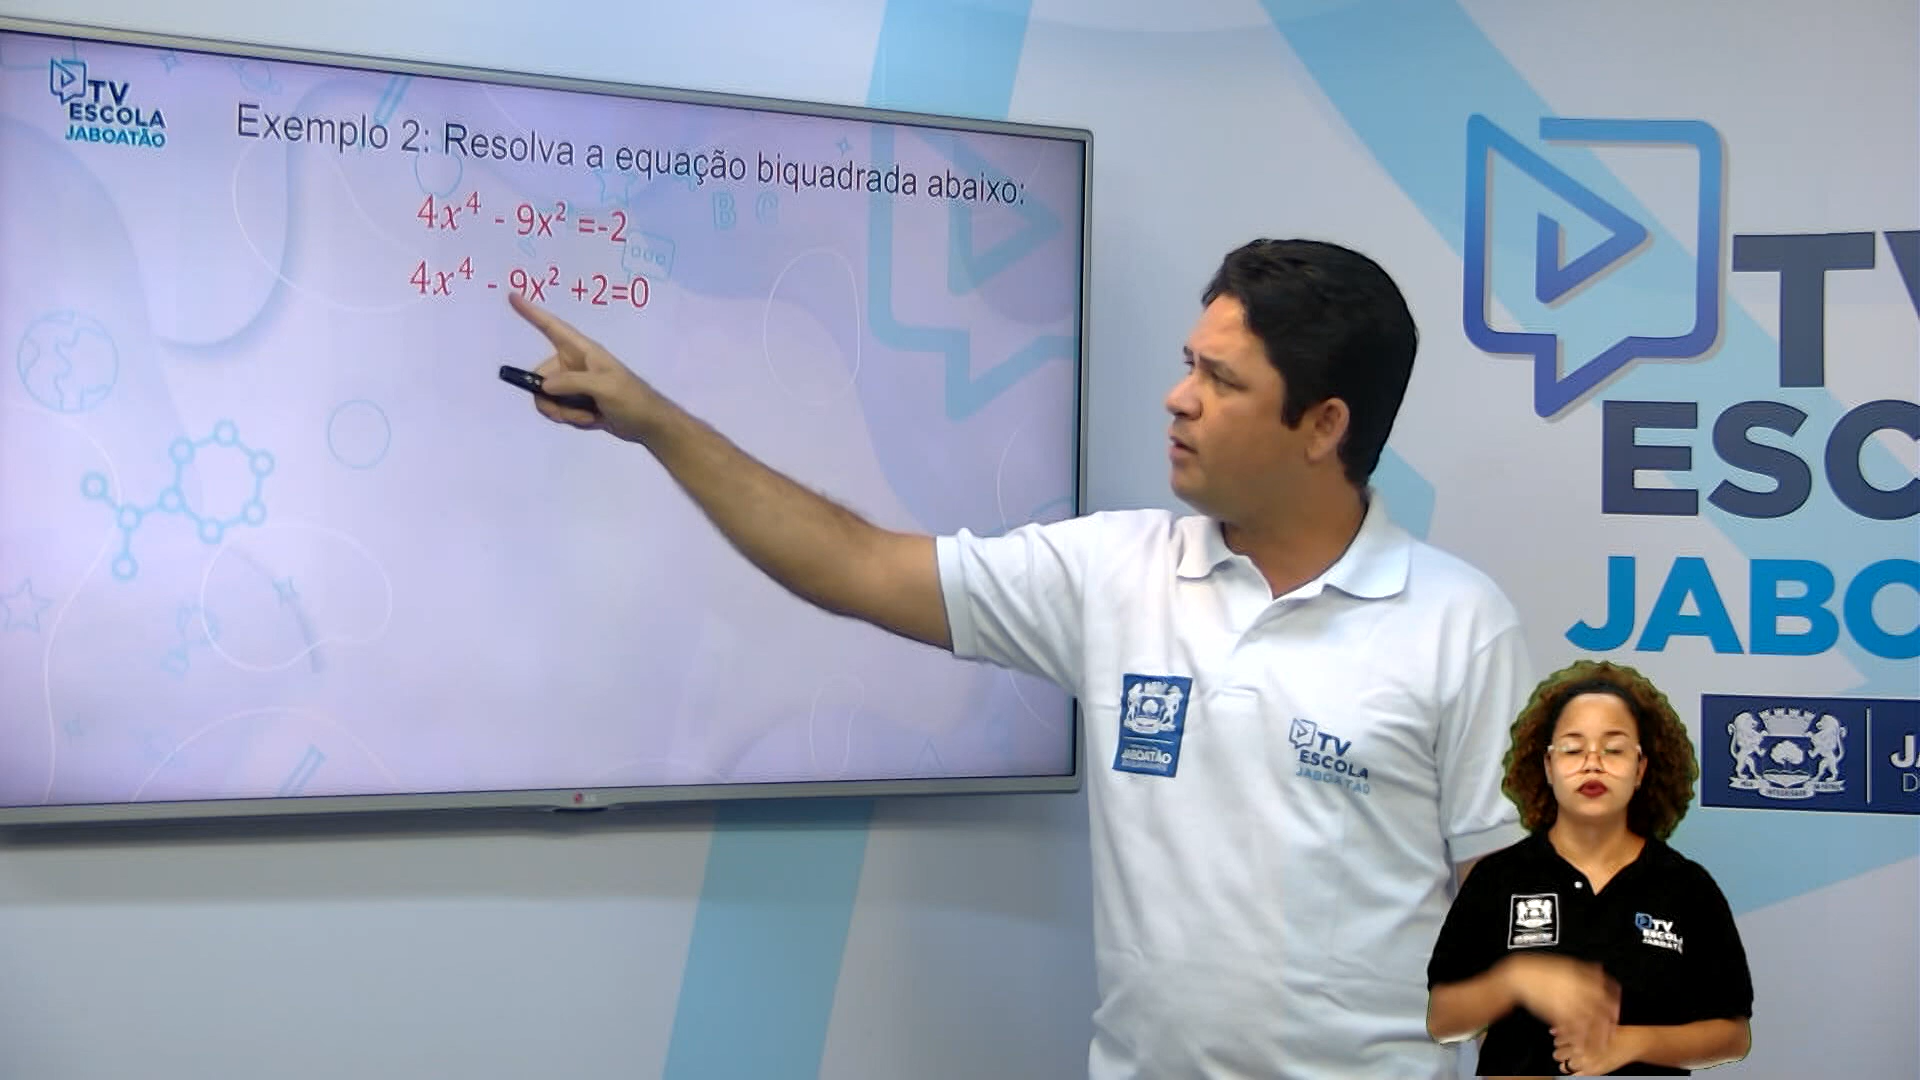 TV
ESCOLA
JABOATÃO
Exemplo 2: Resolva a equação biquadrada abaixo:
4x⁴ - 9x² =-2
4x⁴ - 9x² +2=0
B C
LG
TV
ESC
JABO
JABOATÃO
TV
ESCOLA
JABOATÃO
TV
ESCOLA